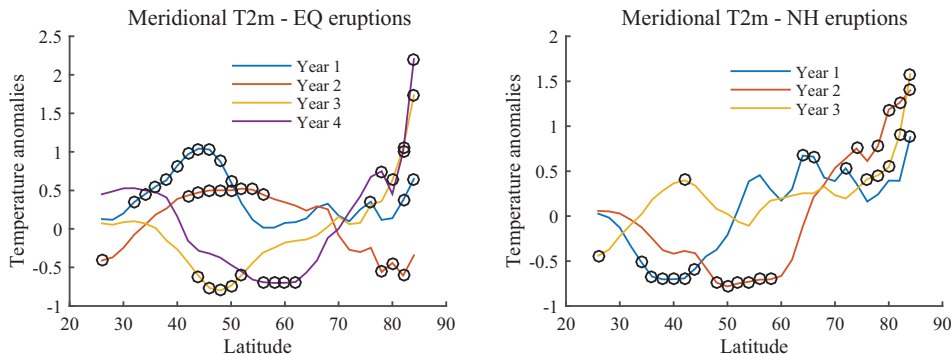 Meridional T2m - EQ eruptions
2.5
2
1.5
1
0.5
0
-0.5
-1
Temperature anomalies
Year 1
Year 2
Year 3
Year 4
20 30 40 50 60 70 80 90
Latitude
Meridional T2m - NH eruptions
2
1.5
1
0.5
0
-0.5
-1
Temperature anomalies
Year 1
Year 2
Year 3
20 30 40 50 60 70 80 90
Latitude